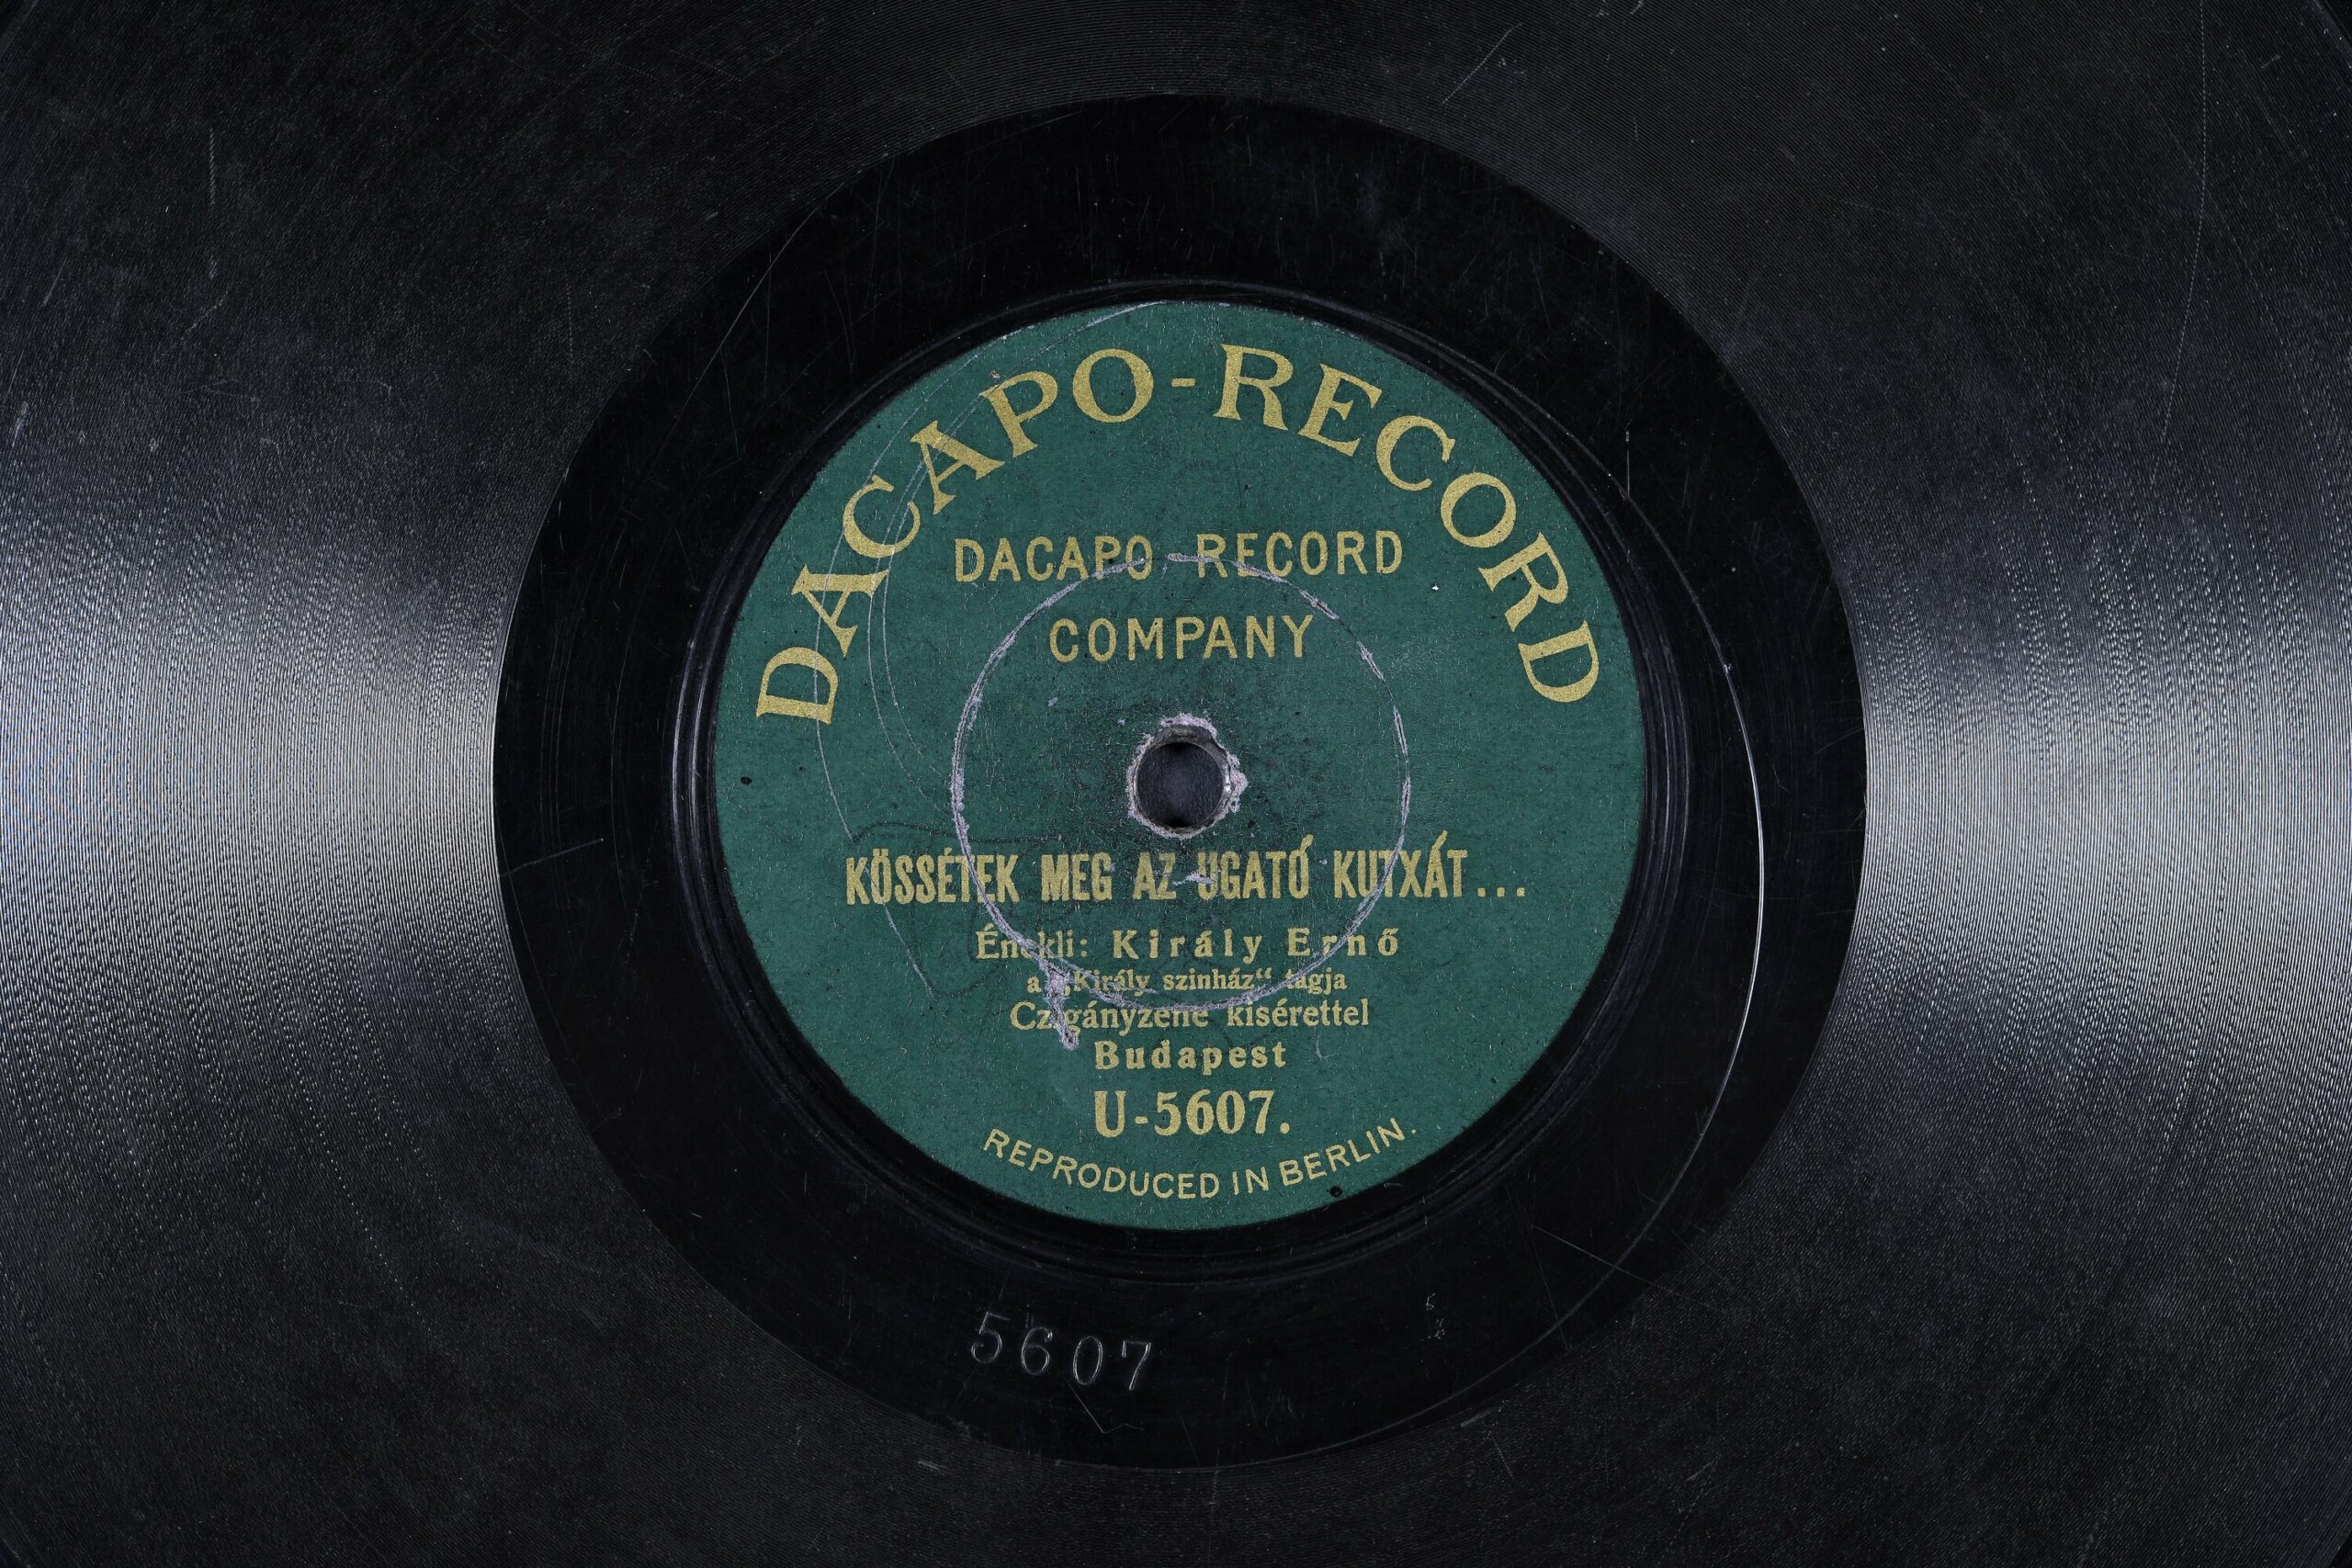 DACAPO-RECORD
DACAPO-RECORD
COMPANY
KÖSSÉTEK MEG AZ UGATÓ KUTXÁT...
Énekli: Király Ernő
a „Király szinház“ tagja
Czigányzene kisérettel
Budapest
U-5607.
REPRODUCED IN BERLIN.
5607